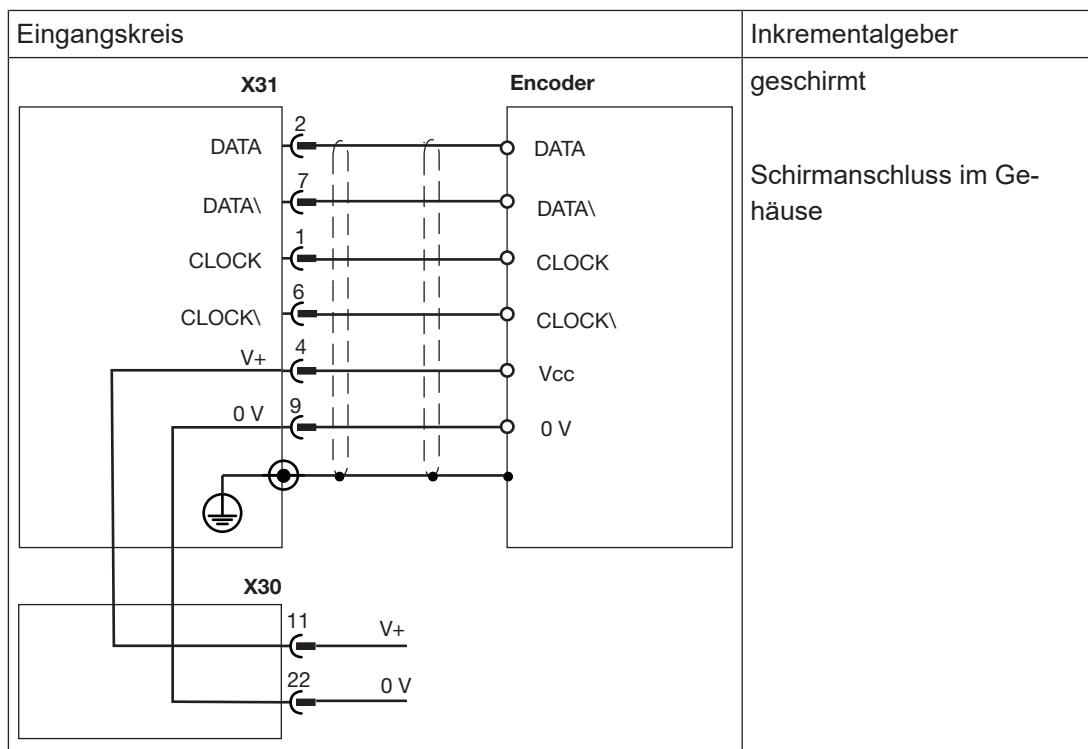 Eingangskreis
Inkrementalgeber
X31
Encoder
geschirmt
Schirmanschluss im Ge-
häuse
DATA 2 DATA
DATA\ 7 DATA\
CLOCK 1 CLOCK
CLOCK\ 6 CLOCK\
V+ 4 Vcc
0 V 9 0 V
X30
11 V+
22 0 V